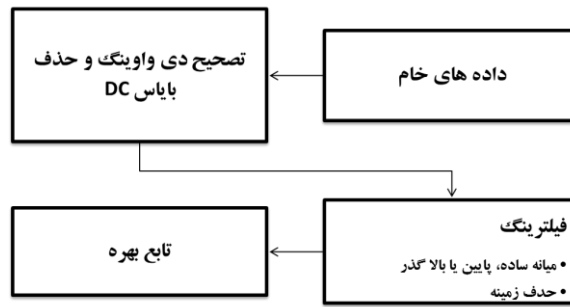 داده های خام
تصحیح دی واوینگ و حذف
بایاس DC
فیلترینگ
• میانه ساده، پایین یا بالا گذر
• حدف زمینه
تابع بهره